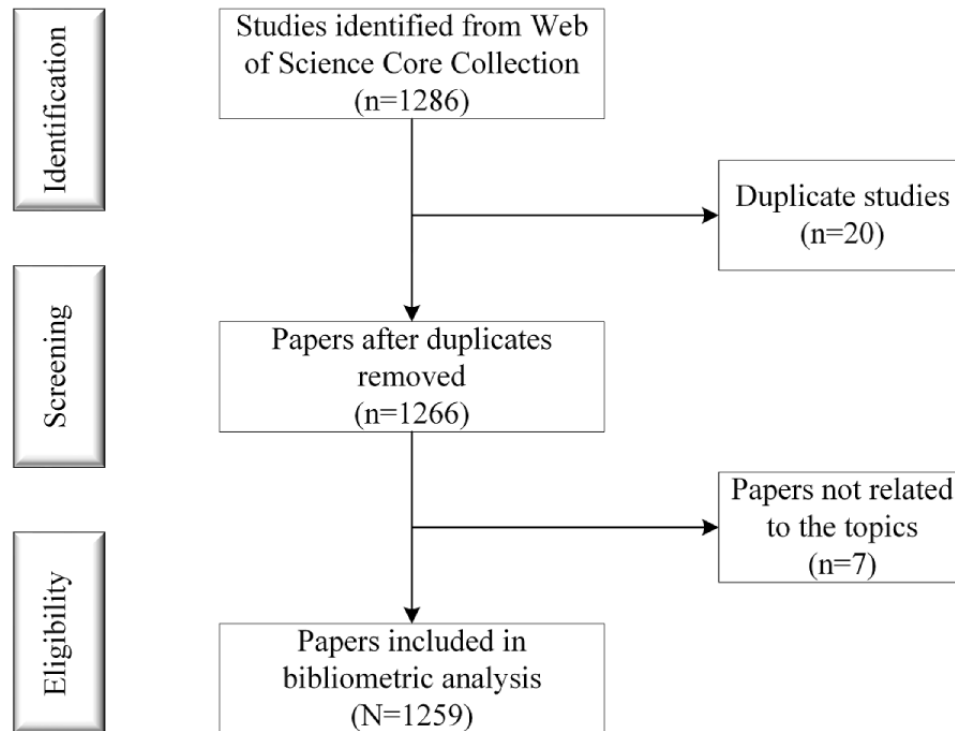 Identification
Studies identified from Web
of Science Core Collection
(n=1286)
Duplicate studies
(n=20)
Screening
Papers after duplicates
removed
(n=1266)
Papers not related
to the topics
(n=7)
Eligibility
Papers included in
bibliometric analysis
(N=1259)